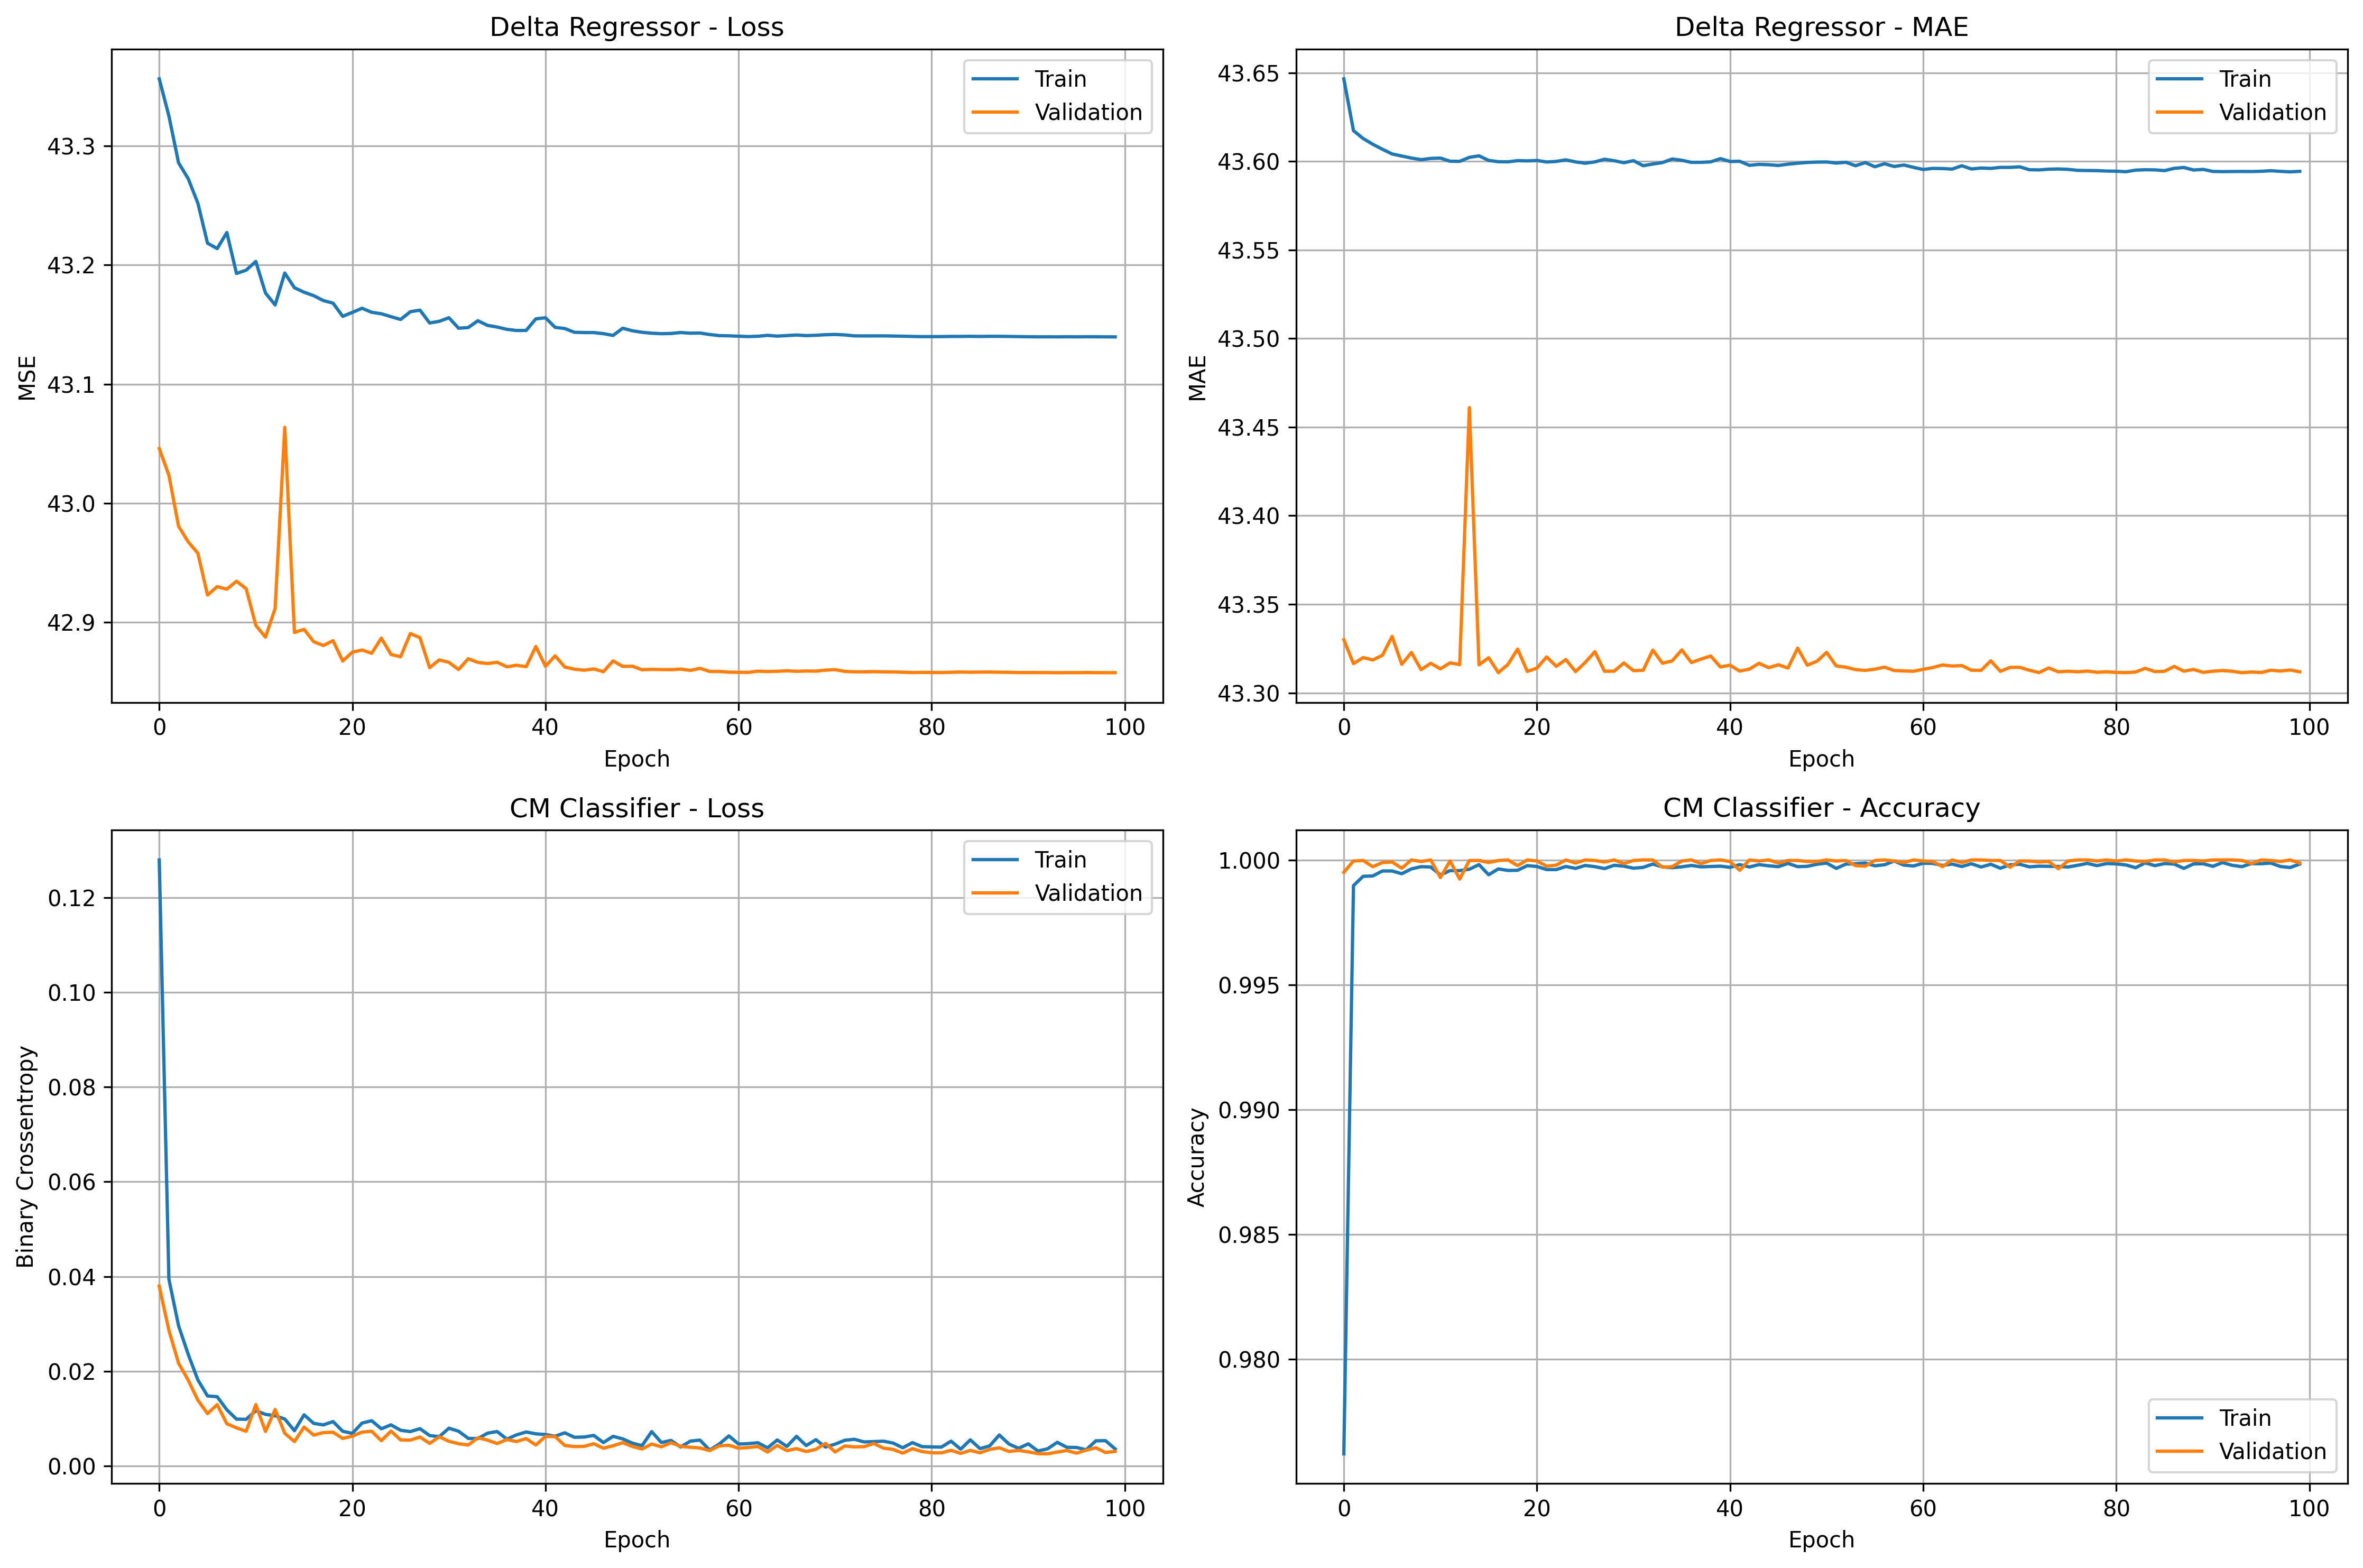 Delta Regressor - Loss
MSE
43.3
43.2
43.1
43.0
42.9
0 20 40 60 80 100
Epoch
Train
Validation
Delta Regressor - MAE
MAE
43.65
43.60
43.55
43.50
43.45
43.40
43.35
43.30
0 20 40 60 80 100
Epoch
Train
Validation
CM Classifier - Loss
Binary Crossentropy
0.12
0.10
0.08
0.06
0.04
0.02
0.00
0 20 40 60 80 100
Epoch
Train
Validation
CM Classifier - Accuracy
Accuracy
1.000
0.995
0.990
0.985
0.980
0 20 40 60 80 100
Epoch
Train
Validation